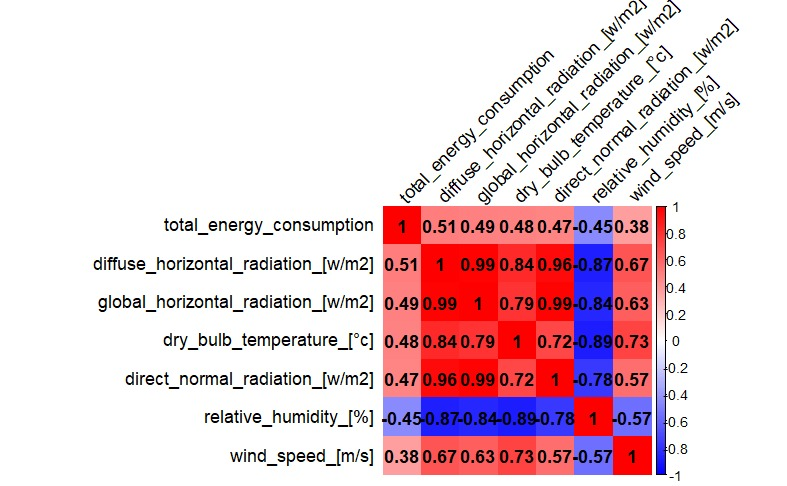 total_energy_consumption
diffuse_horizontal_radiation_[w/m2]
global_horizontal_radiation_[w/m2]
dry_bulb_temperature_[°c]
direct_normal_radiation_[w/m2]
relative_humidity_[%]
wind_speed_[m/s]
total_energy_consumption 1 0.51 0.49 0.48 0.47 -0.45 0.38
diffuse_horizontal_radiation_[w/m2] 0.51 1 0.99 0.84 0.96 -0.87 0.67
global_horizontal_radiation_[w/m2] 0.49 0.99 1 0.79 0.99 -0.84 0.63
dry_bulb_temperature_[°c] 0.48 0.84 0.79 1 0.72 -0.89 0.73
direct_normal_radiation_[w/m2] 0.47 0.96 0.99 0.72 1 -0.78 0.57
relative_humidity_[%] -0.45 -0.87 -0.84 -0.89 -0.78 1 -0.57
wind_speed_[m/s] 0.38 0.67 0.63 0.73 0.57 -0.57 1
1
0.8
0.6
0.4
0.2
0
-0.2
-0.4
-0.6
-0.8
-1